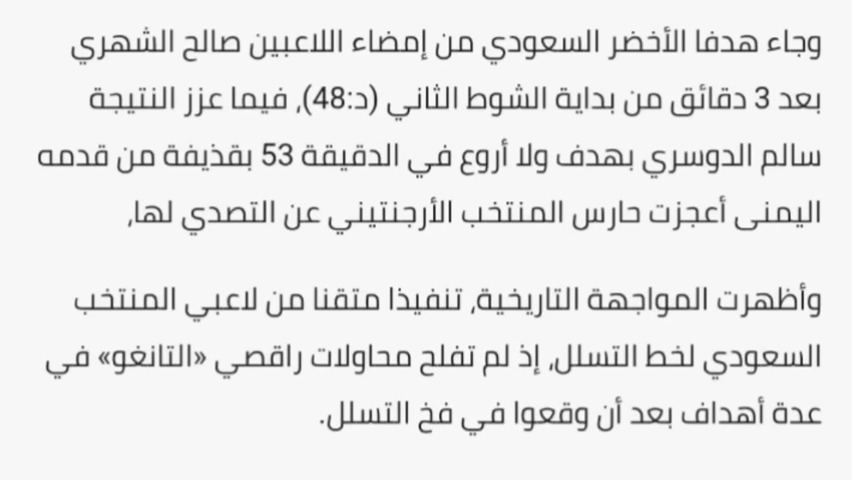 وجاء هدفا الأخضر السعودي من إمضاء اللاعبين صالح الشهري
بعد 3 دقائق من بداية الشوط الثاني (د:48)، فيما عزز النتيجة
سالم الدوسري بهدف ولا أروع في الدقيقة 53 بقذيفة من قدمه
اليمنى أعجزت حارس المنتخب الأرجنتيني عن التصدي لها،
وأظهرت المواجهة التاريخية، تنفيذا متقنا من لاعبي المنتخب
السعودي لخط التسلل، إذ لم تفلح محاولات راقصي «التانغو» في
عدة أهداف بعد أن وقعوا في فخ التسلل.